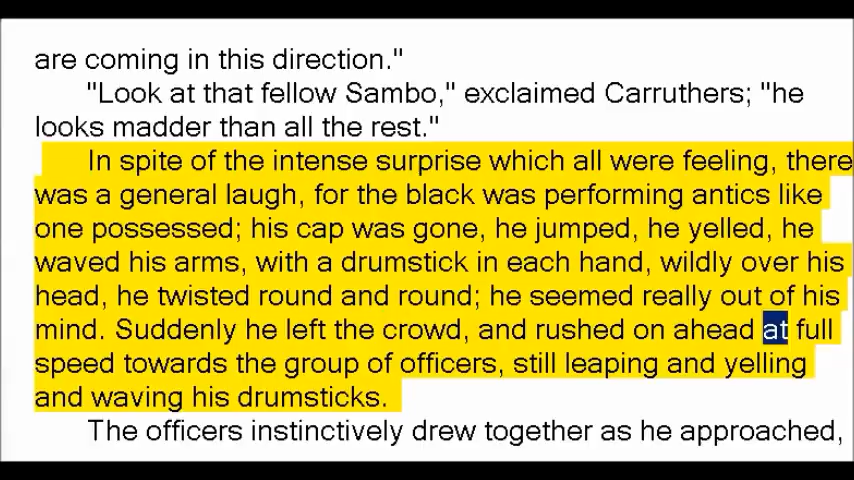 are coming in this direction."
"Look at that fellow Sambo," exclaimed Carruthers; "he
looks madder than all the rest."
In spite of the intense surprise which all were feeling, there
was a general laugh, for the black was performing antics like
one possessed; his cap was gone, he jumped, he yelled, he
waved his arms, with a drumstick in each hand, wildly over his
head, he twisted round and round; he seemed really out of his
mind. Suddenly he left the crowd, and rushed on ahead at full
speed towards the group of officers, still leaping and yelling
and waving his drumsticks.
The officers instinctively drew together as he approached,